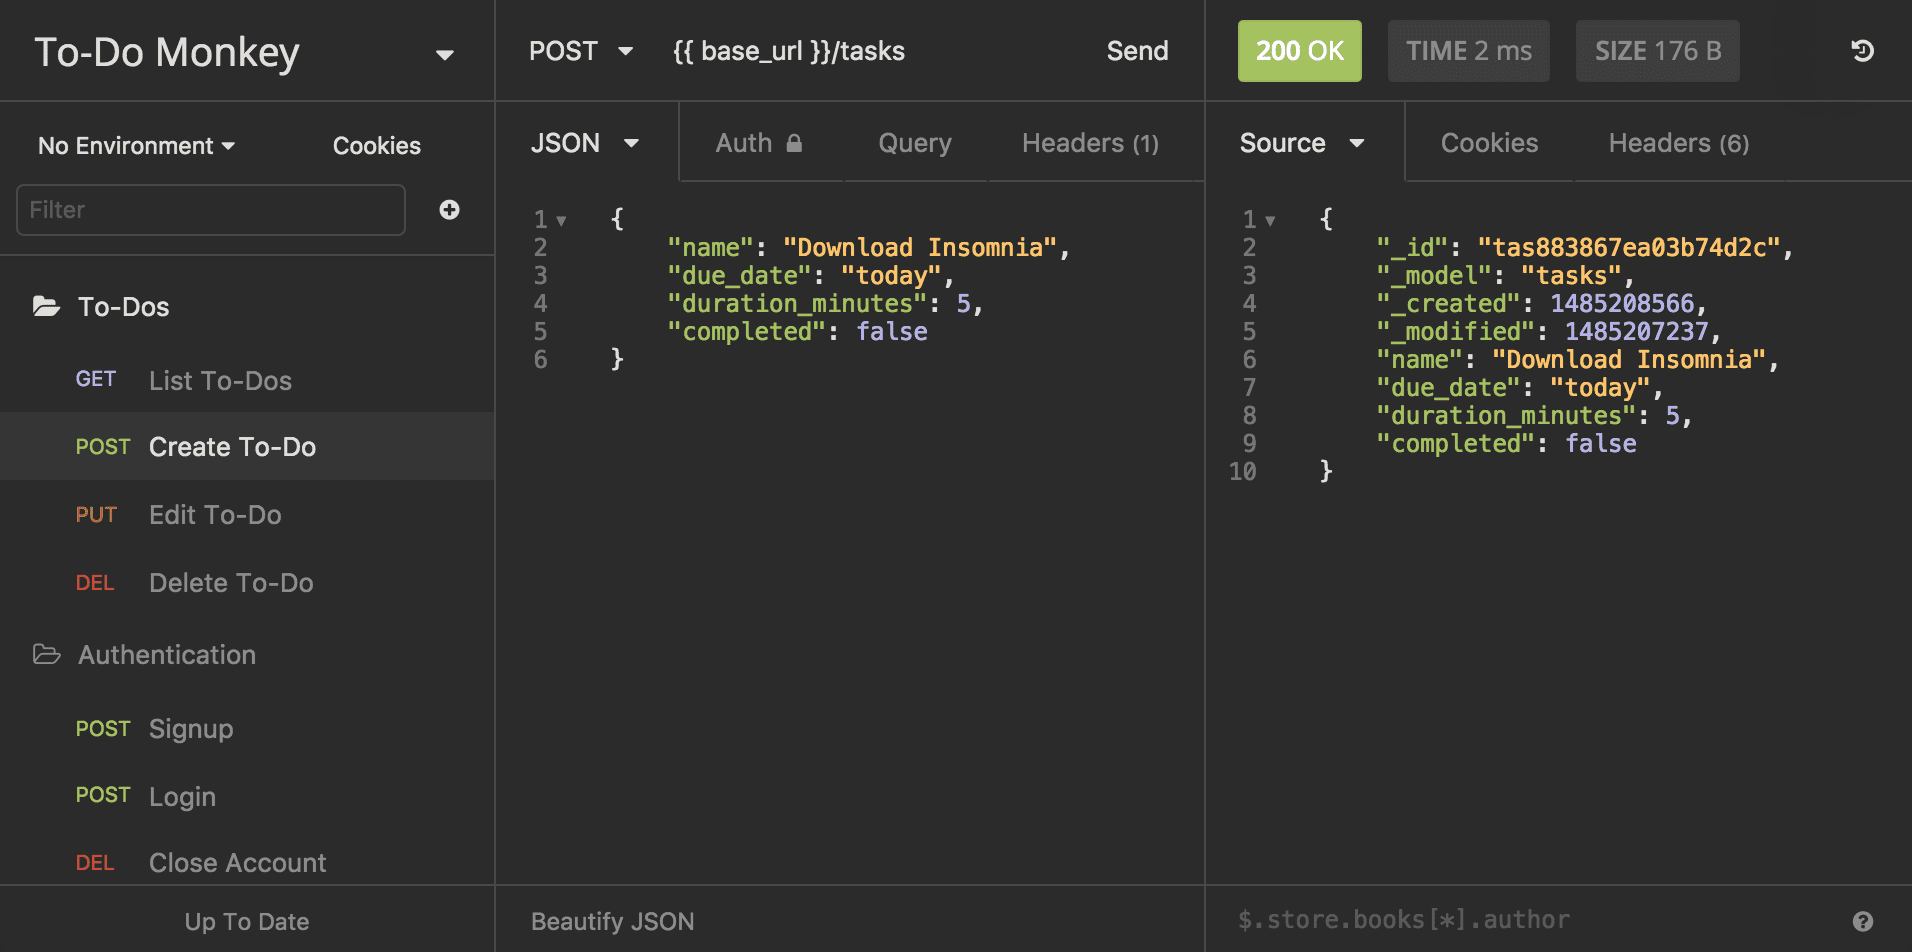 To-Do Monkey
No Environment
Cookies
Filter
To-Dos
GET List To-Dos
POST Create To-Do
PUT Edit To-Do
DEL Delete To-Do
Authentication
POST Signup
POST Login
DEL Close Account
Up To Date
POST {{ base_url }}/tasks Send
JSON Auth Query Headers (1)
1 {
2 "name": "Download Insomnia",
3 "due_date": "today",
4 "duration_minutes": 5,
5 "completed": false
6 }
Beautify JSON
200 OK TIME 2 ms SIZE 176 B
Source Cookies Headers (6)
1 {
2 "_id": "tas883867ea03b74d2c",
3 "_model": "tasks",
4 "_created": 1485208566,
5 "_modified": 1485207237,
6 "name": "Download Insomnia",
7 "due_date": "today",
8 "duration_minutes": 5,
9 "completed": false
10 }
$.store.books[*].author